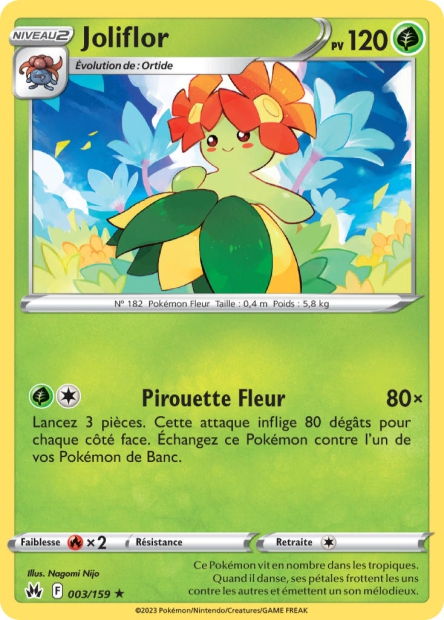 NIVEAU 2
Joliflor
PV 120
Évolution de : Ortide
N° 182 Pokémon Fleur Taille : 0,4 m Poids : 5,8 kg
Pirouette Fleur 80×
Lancez 3 pièces. Cette attaque inflige 80 dégâts pour
chaque côté face. Échangez ce Pokémon contre l'un de
vos Pokémon de Banc.
Faiblesse ×2 Résistance Retraite
Illus. Nagomi Nijo
F 003/159 ★
Ce Pokémon vit en nombre dans les tropiques.
Quand il danse, ses pétales frottent les uns
contre les autres et émettent un son mélodieux.
©2023 Pokémon/Nintendo/Creatures/GAME FREAK